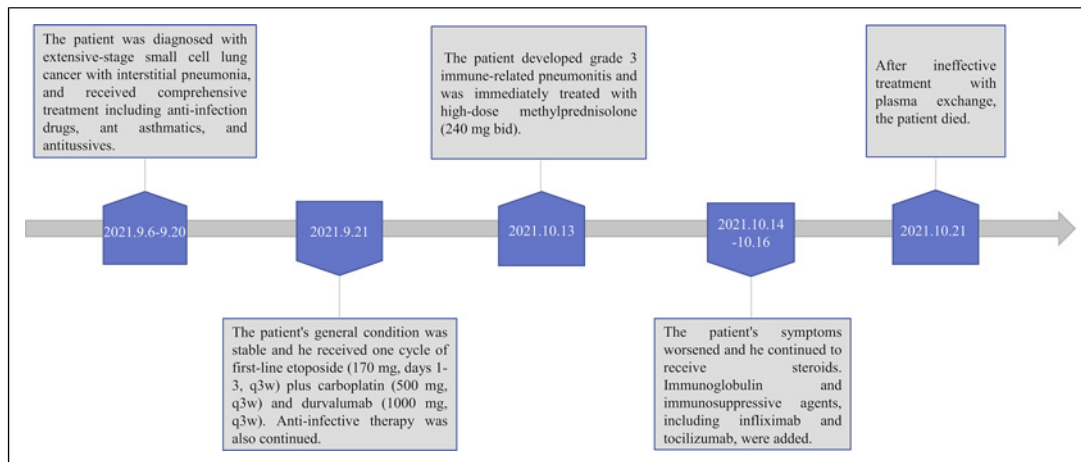 The patient was diagnosed with
extensive-stage small cell lung
cancer with interstitial pneumonia,
and received comprehensive
treatment including anti-infection
drugs, ant asthmatics, and
antitussives.
The patient developed grade 3
immune-related pneumonitis and
was immediately treated with
high-dose methylprednisolone
(240 mg bid).
After ineffective
treatment with
plasma exchange,
the patient died.
2021.9.6-9.20
2021.9.21
2021.10.13
2021.10.14
-10.16
2021.10.21
The patient's general condition was
stable and he received one cycle of
first-line etoposide (170 mg, days 1-
3, q3w) plus carboplatin (500 mg,
q3w) and durvalumab (1000 mg,
q3w). Anti-infective therapy was
also continued.
The patient's symptoms
worsened and he continued to
receive steroids.
Immunoglobulin and
immunosuppressive agents,
including infliximab and
tocilizumab, were added.